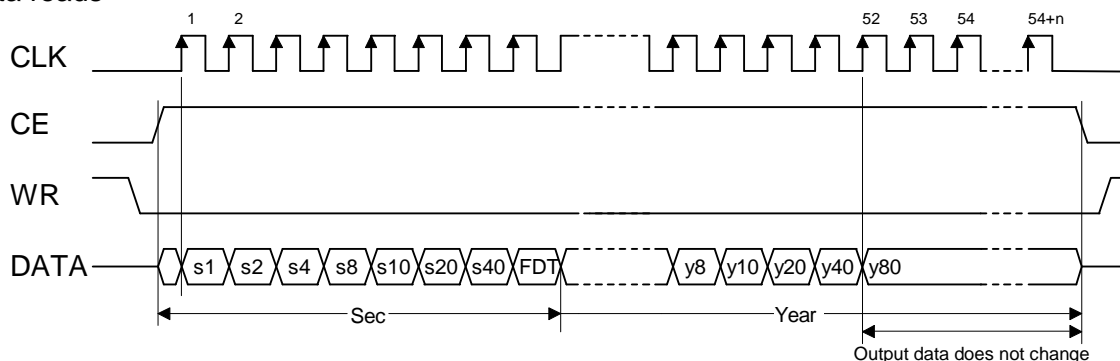 1 2 52 53 54 54+n
CLK
CE
WR
DATA s1 s2 s4 s8 s10 s20 s40 FDT y8 y10 y20 y40 y80
Sec Year
Output data does not change